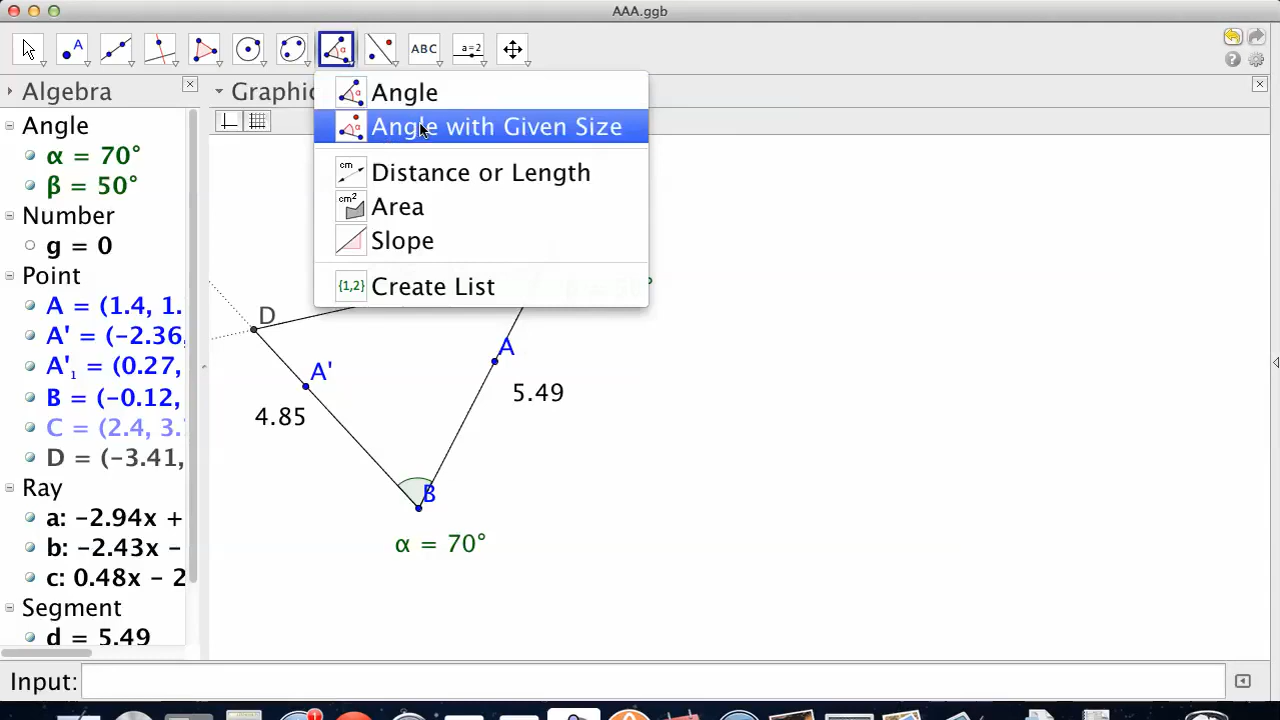 AAA.ggb
A
α
α
ABC
a=2
Algebra
Graphic
Angle
α = 70°
β = 50°
Number
g = 0
Point
A = (1.4, 1.
A' = (-2.36,
A'₁ = (0.27,
B = (-0.12,
C = (2.4, 3.
D = (-3.41,
Ray
a: -2.94x +
b: -2.43x -
c: 0.48x - 2
Segment
d = 5.49
α Angle
α Angle with Given Size
cm Distance or Length
cm² Area
Slope
{1,2} Create List
D
A'
A
4.85
5.49
B
α = 70°
Input:
1